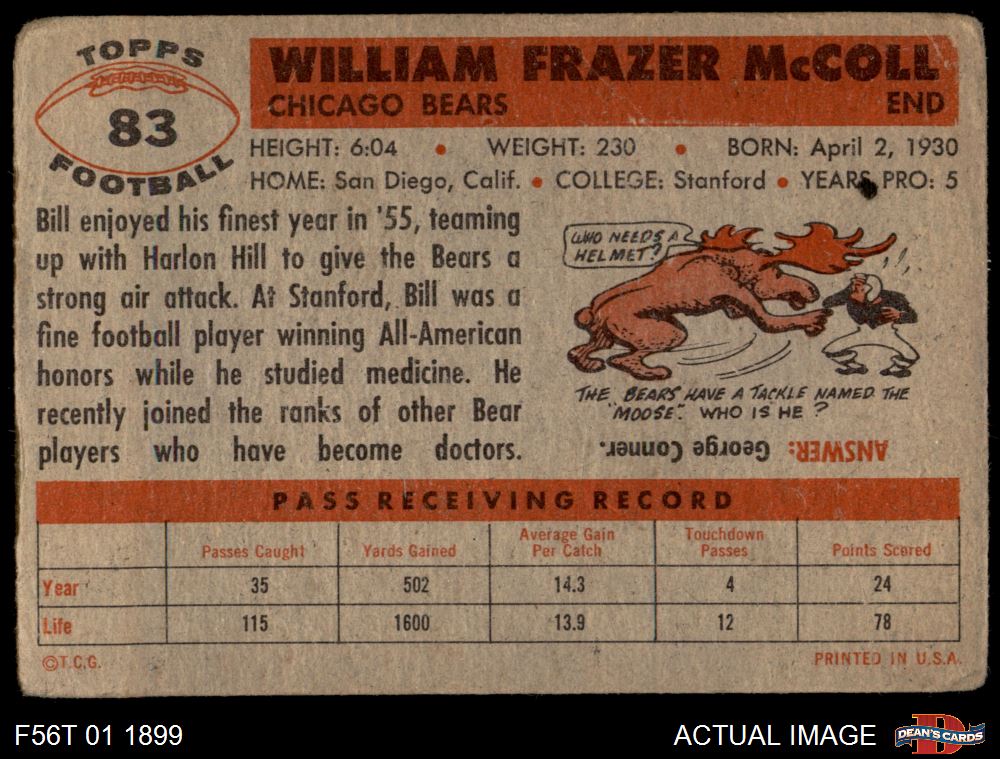 TOPPS
83
FOOTBALL
WILLIAM FRAZER McCOLL
CHICAGO BEARS END
HEIGHT: 6:04 • WEIGHT: 230 • BORN: April 2, 1930
HOME: San Diego, Calif. • COLLEGE: Stanford • YEARS PRO: 5
Bill enjoyed his finest year in '55, teaming
up with Harlon Hill to give the Bears a
strong air attack. At Stanford, Bill was a
fine football player winning All-American
honors while he studied medicine. He
recently joined the ranks of other Bear
players who have become doctors.
WHO NEEDS A
HELMET?
THE BEARS HAVE A TACKLE NAMED THE
"MOOSE". WHO IS HE?
ANSWER: George Conner.
PASS RECEIVING RECORD
Passes Caught Yards Gained Average Gain Per Catch Touchdown Passes Points Scored
Year 35 502 14.3 4 24
Life 115 1600 13.9 12 78
©T.C.G. PRINTED IN U.S.A.
F56T 01 1899 ACTUAL IMAGE DEAN'S CARDS